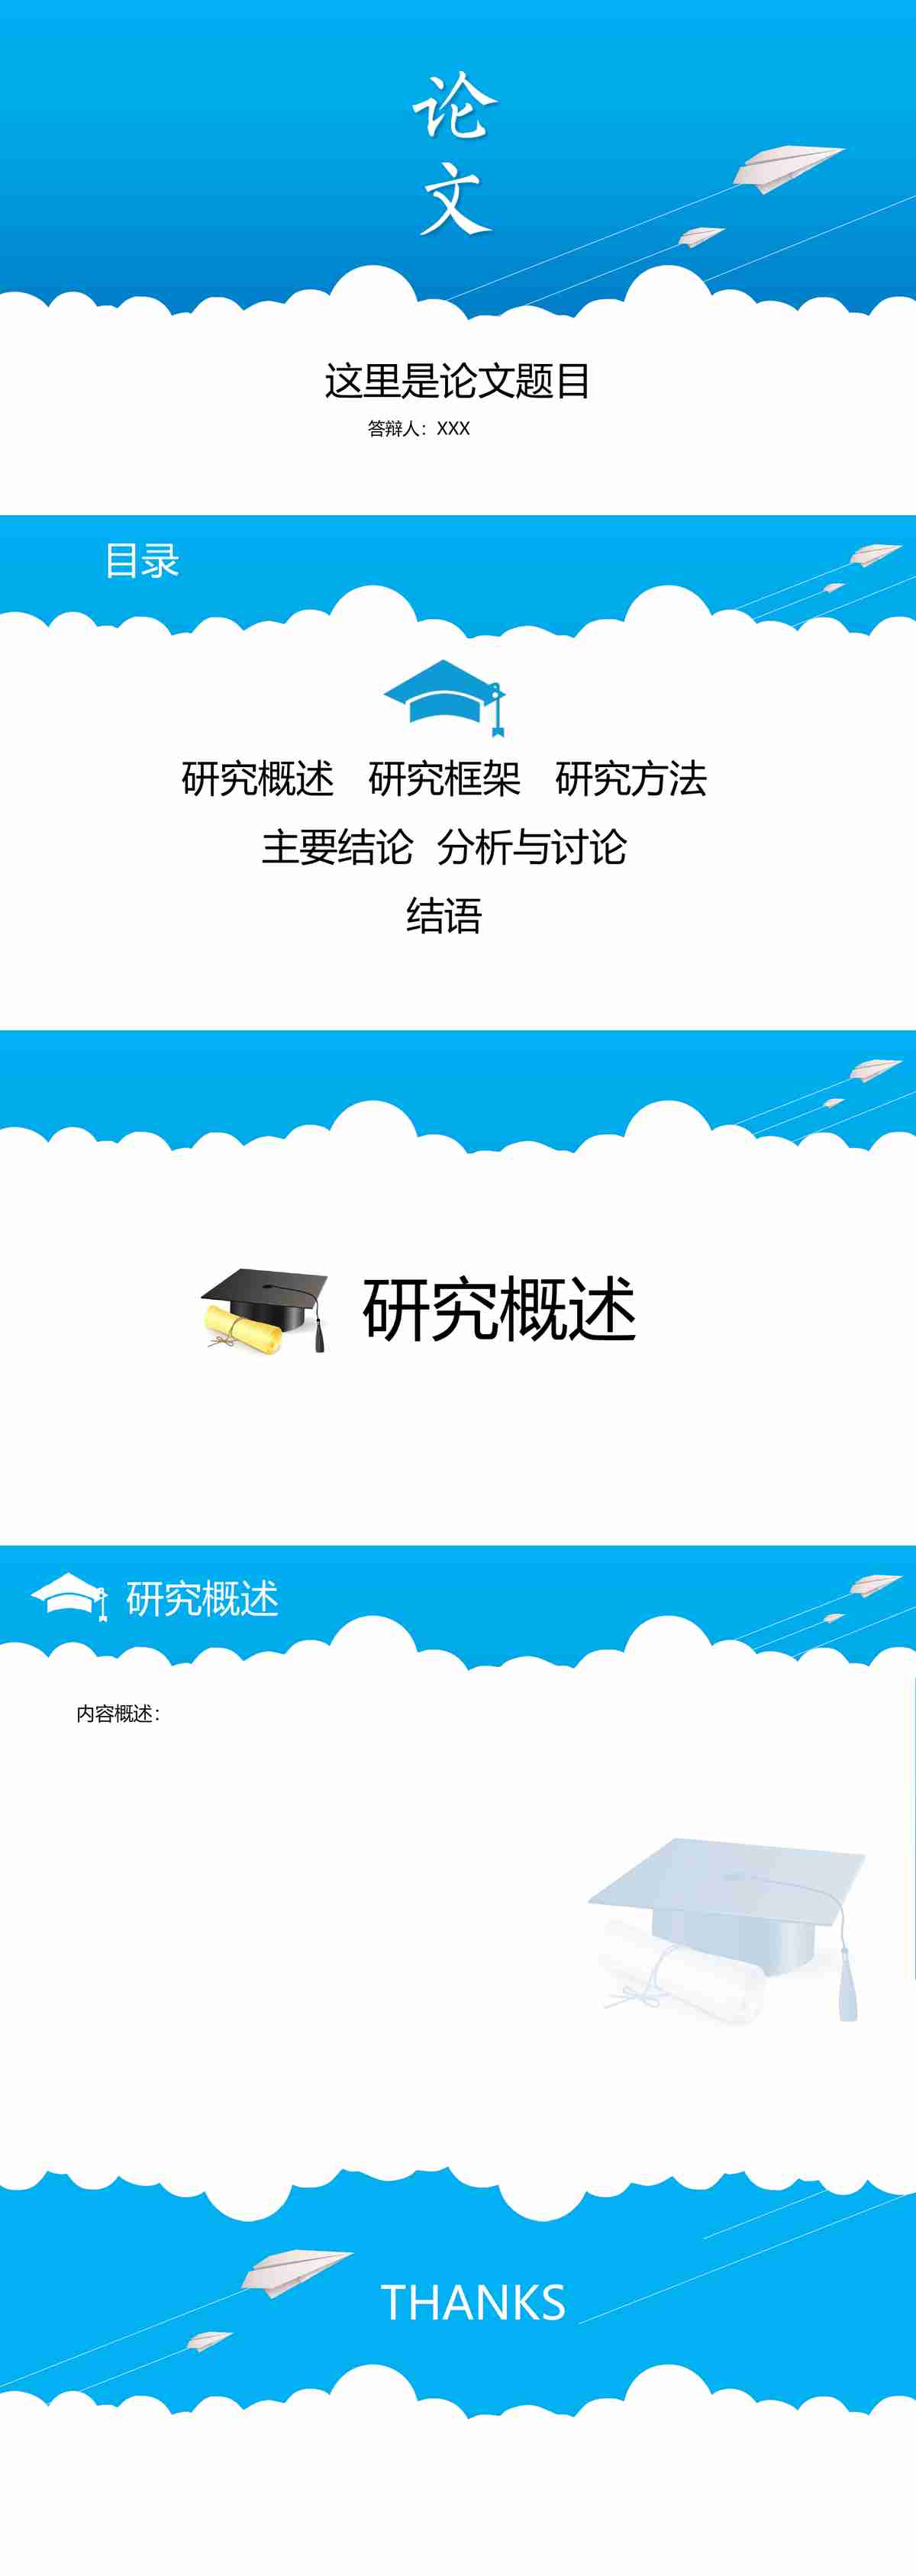 论
文
这里是论文题目
答辩人：XXX
目录
研究概述 研究框架 研究方法
主要结论 分析与讨论
结语
研究概述
研究概述
内容概述：
THANKS